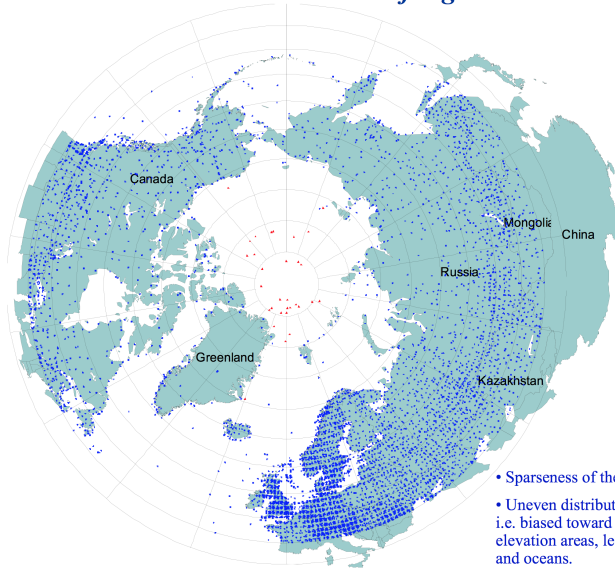 Canada
Mongolia
China
Russia
Greenland
Kazakhstan
• Sparseness of the
• Uneven distribut
i.e. biased toward
elevation areas, le
and oceans.